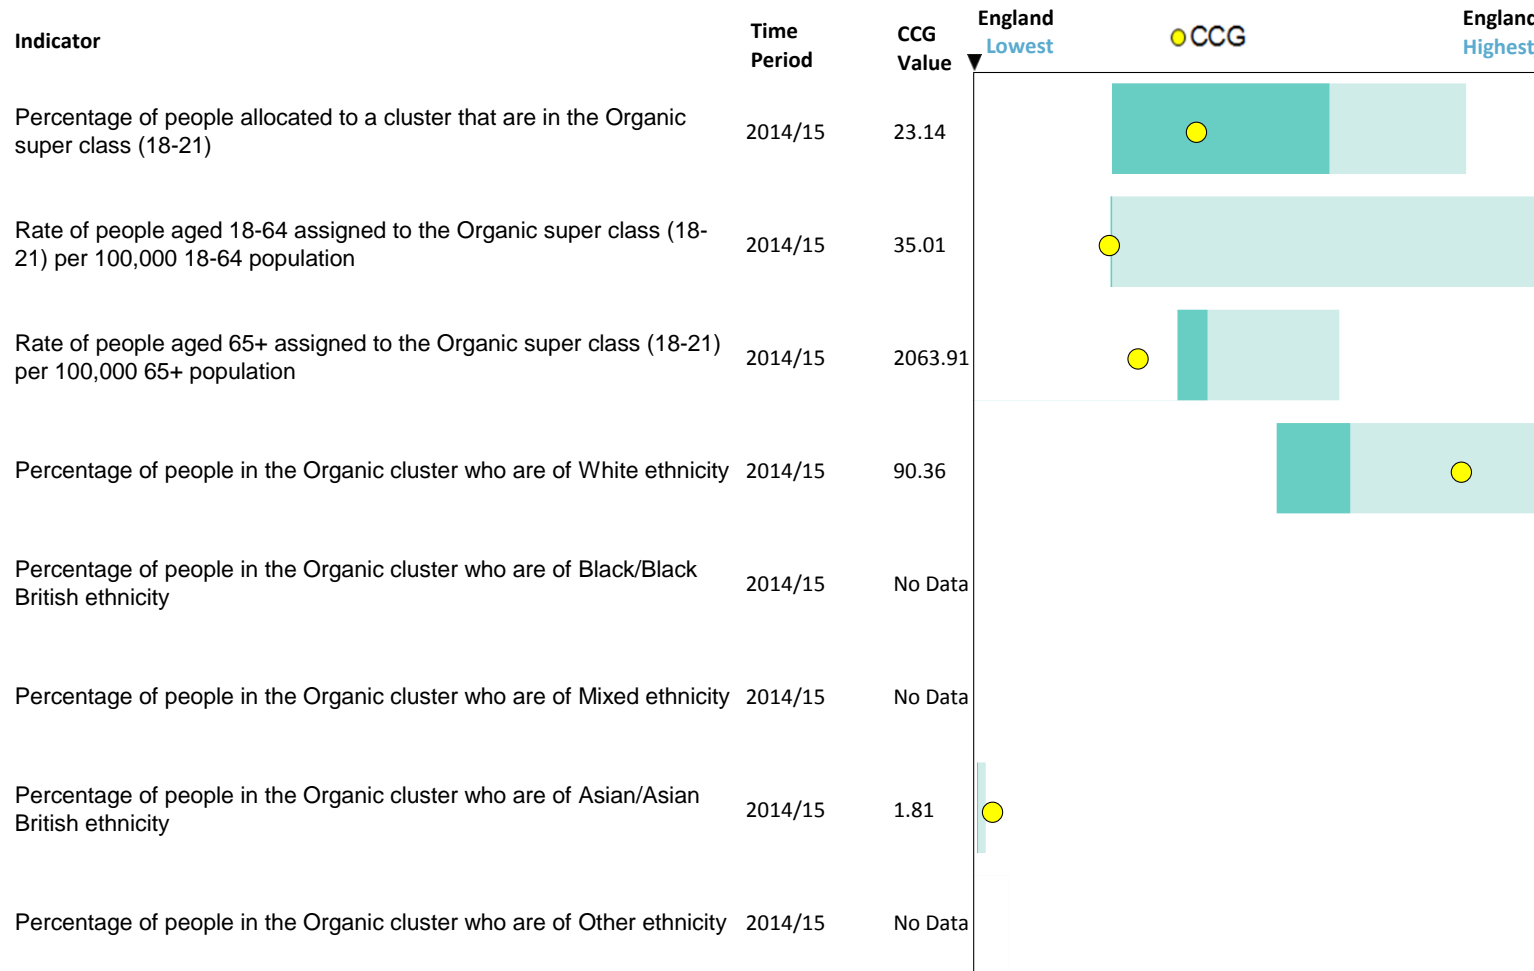 Indicator
Time Period
CCG Value
England Lowest
CCG
England Highest
Percentage of people allocated to a cluster that are in the Organic
super class (18-21)
2014/15
23.14
Rate of people aged 18-64 assigned to the Organic super class (18-
21) per 100,000 18-64 population
2014/15
35.01
Rate of people aged 65+ assigned to the Organic super class (18-21)
per 100,000 65+ population
2014/15
2063.91
Percentage of people in the Organic cluster who are of White ethnicity
2014/15
90.36
Percentage of people in the Organic cluster who are of Black/Black
British ethnicity
2014/15
No Data
Percentage of people in the Organic cluster who are of Mixed ethnicity
2014/15
No Data
Percentage of people in the Organic cluster who are of Asian/Asian
British ethnicity
2014/15
1.81
Percentage of people in the Organic cluster who are of Other ethnicity
2014/15
No Data